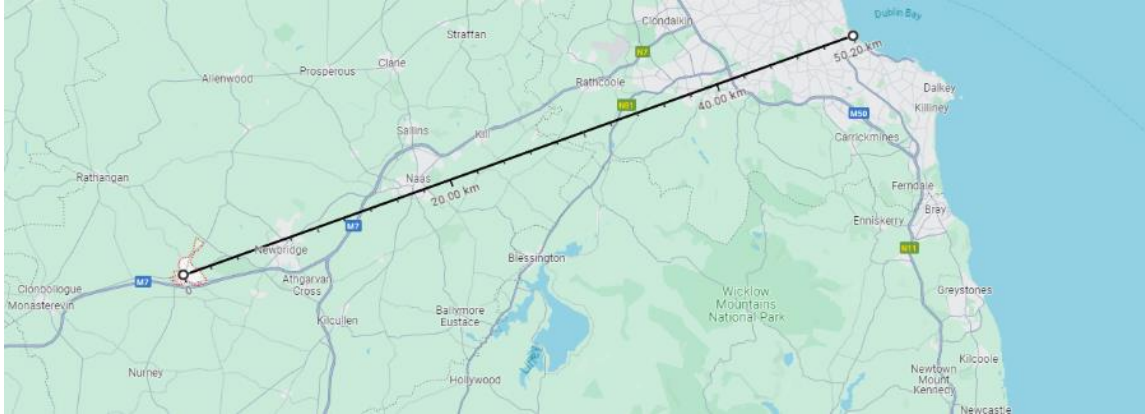 Clondalkin
Dublin Bay
Straffan
N7
50.20 km
Clane
Prosperous
Allenwood
Rathcoole
Dalkey
40.00 km
N81
Killiney
M50
Sallins
Kill
Carrickmines
Naas
Rathangan
20.00 km
Ferndale
Bray
M7
Enniskerry
Newbridge
N11
Blessington
M7
0
Athgarvan
Cross
Clonbollogue
Monasterevin
Wicklow
Mountains
National Park
Greystones
Ballymore
Eustace
Kilcullen
Liffey
Kilcoole
Nurney
Hollywood
Newtown
Mount
Kennedy
Newcastle